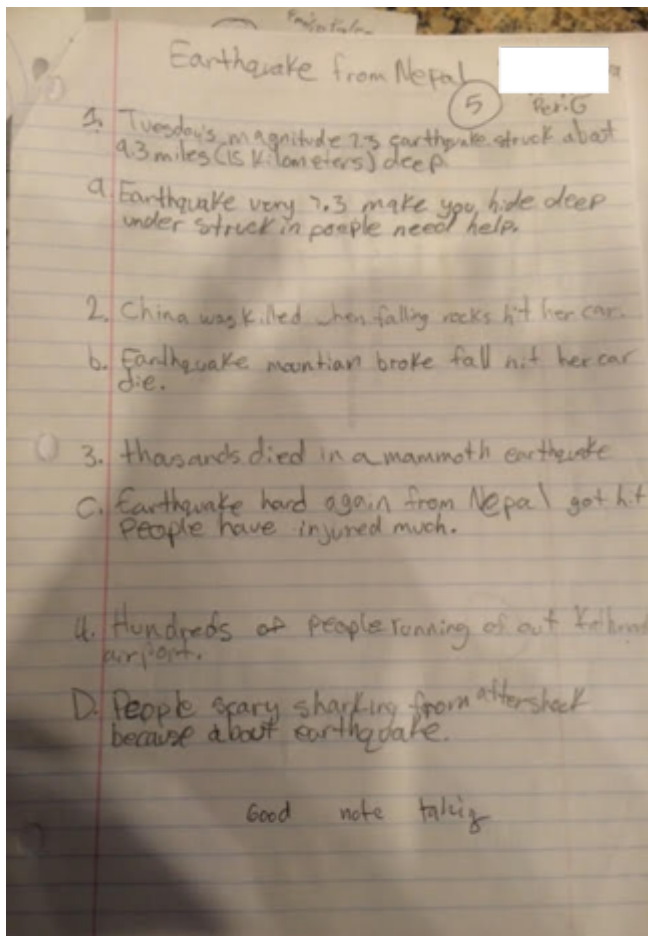 Earthquake from Nepal
5
Per.G
1. Tuesday's magnitude 7.3 earthquake struck about
9.3 miles (15 kilometers) deep.
a. Earthquake very 7.3 make you hide deep
under struck in people need help.
2. China was killed when falling rocks hit her car.
b. Earthquake mountian broke fall hit her car
die.
3. thousands died in a mammoth earthquake
C. Earthquake hard again from Nepal got hit
People have injured much.
4. Hundreds of people running of out
airport.
D. People scary sharking from aftershock
because about earthquake.
Good note takig